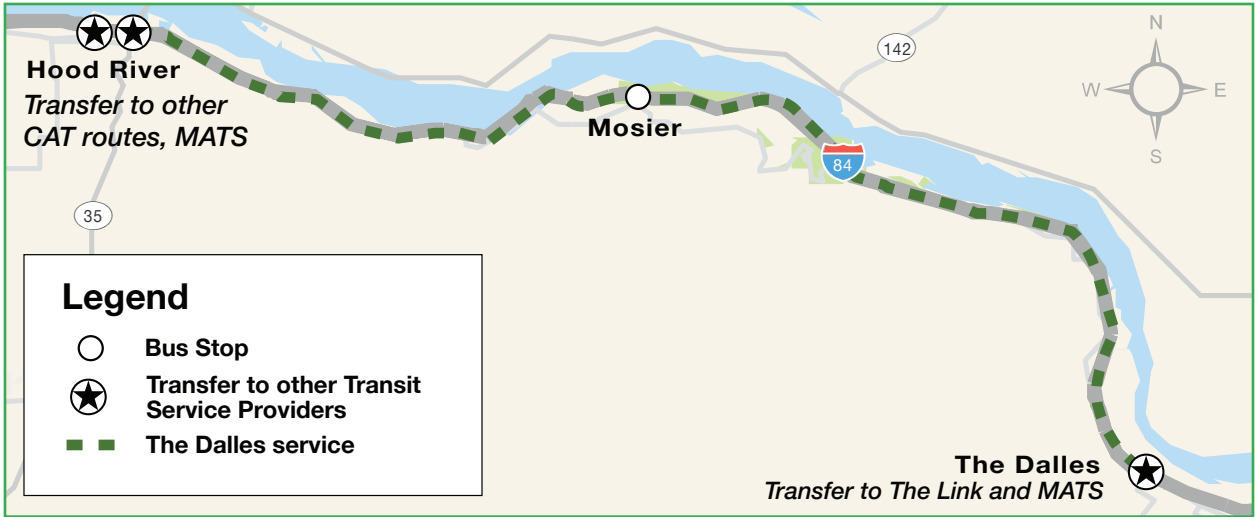 Hood River
Transfer to other
CAT routes, MATS
35
Mosier
142
84
N
W
E
S
Legend
Bus Stop
Transfer to other Transit
Service Providers
The Dalles service
The Dalles
Transfer to The Link and MATS